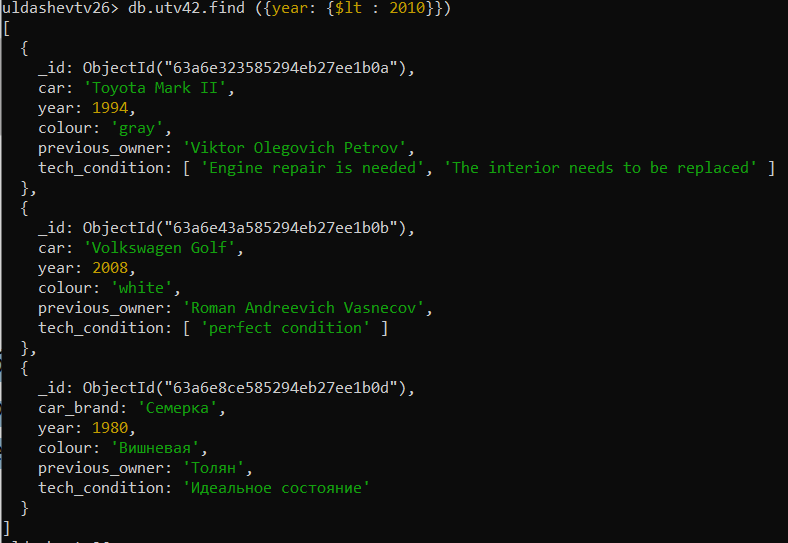 uldashevtv26> db.utv42.find ({year: {$lt : 2010}})
[
  {
    _id: ObjectId("63a6e323585294eb27ee1b0a"),
    car: 'Toyota Mark II',
    year: 1994,
    colour: 'gray',
    previous_owner: 'Viktor Olegovich Petrov',
    tech_condition: [ 'Engine repair is needed', 'The interior needs to be replaced' ]
  },
  {
    _id: ObjectId("63a6e43a585294eb27ee1b0b"),
    car: 'Volkswagen Golf',
    year: 2008,
    colour: 'white',
    previous_owner: 'Roman Andreevich Vasnecov',
    tech_condition: [ 'perfect condition' ]
  },
  {
    _id: ObjectId("63a6e8ce585294eb27ee1b0d"),
    car_brand: 'Семерка',
    year: 1980,
    colour: 'Вишневая',
    previous_owner: 'Толян',
    tech_condition: 'Идеальное состояние'
  }
]